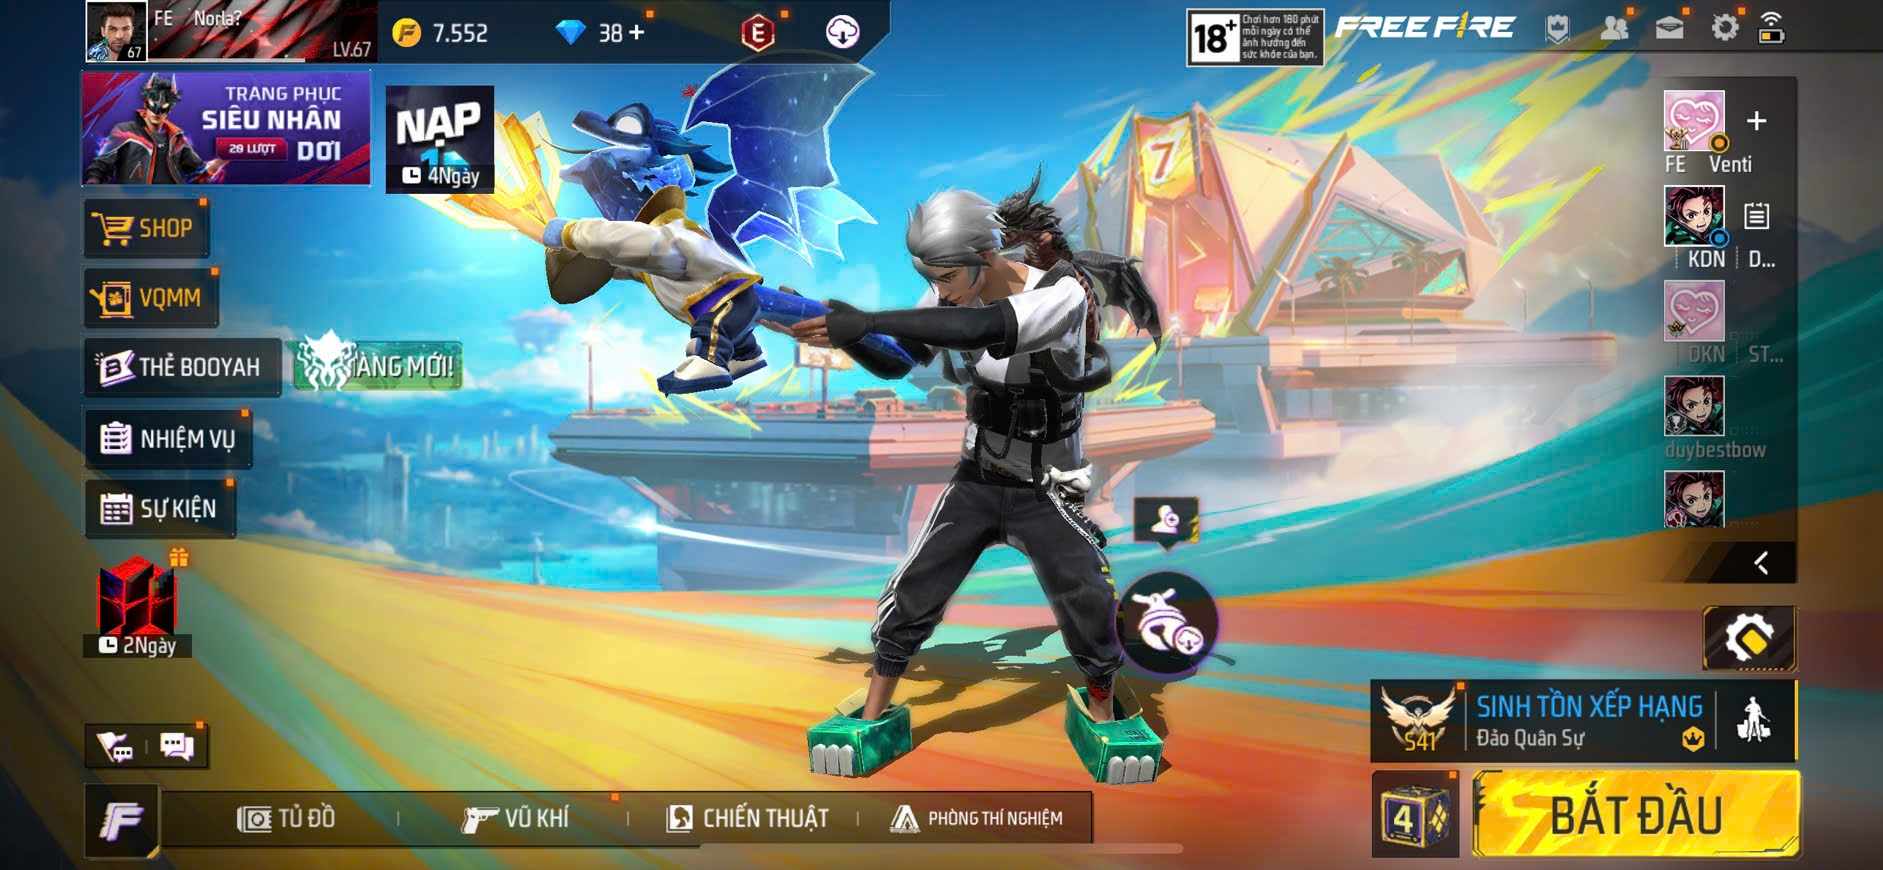 FE Norla?
67
LV.67
7.552
38 +
E
18+
Chơi hơn 180 phút
mỗi ngày có thể
ảnh hưởng đến
sức khỏe của bạn.
FREE FIRE
TRANG PHỤC
SIÊU NHÂN
20 LƯỢT
DƠI
NẠP
4Ngày
7
FE Venti
SHOP
KDN D...
VQMM
DKN ST...
THẺ BOOYAH
ÀNG MỚI!
NHIỆM VỤ
duybestbow
SỰ KIỆN
2Ngày
S41
SINH TỒN XẾP HẠNG
Đảo Quân Sự
TỦ ĐỒ
VŨ KHÍ
CHIẾN THUẬT
PHÒNG THÍ NGHIỆM
4
BẮT ĐẦU